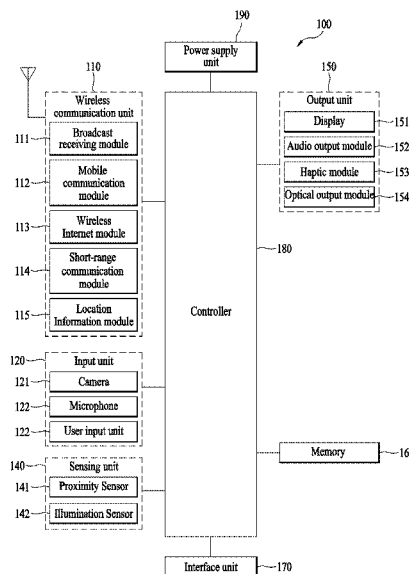 190
100
Power supply
unit
110
Wireless
communication unit
111
Broadcast
receiving module
112
Mobile
communication
module
113
Wireless
Internet module
114
Short-range
communication
module
115
Location
Information module
120
Input unit
121
Camera
122
Microphone
122
User input unit
140
Sensing unit
141
Proximity Sensor
142
Illumination Sensor
Controller
180
150
Output unit
Display
151
Audio output module
152
Haptic module
153
Optical output module
154
Memory
16
Interface unit
170